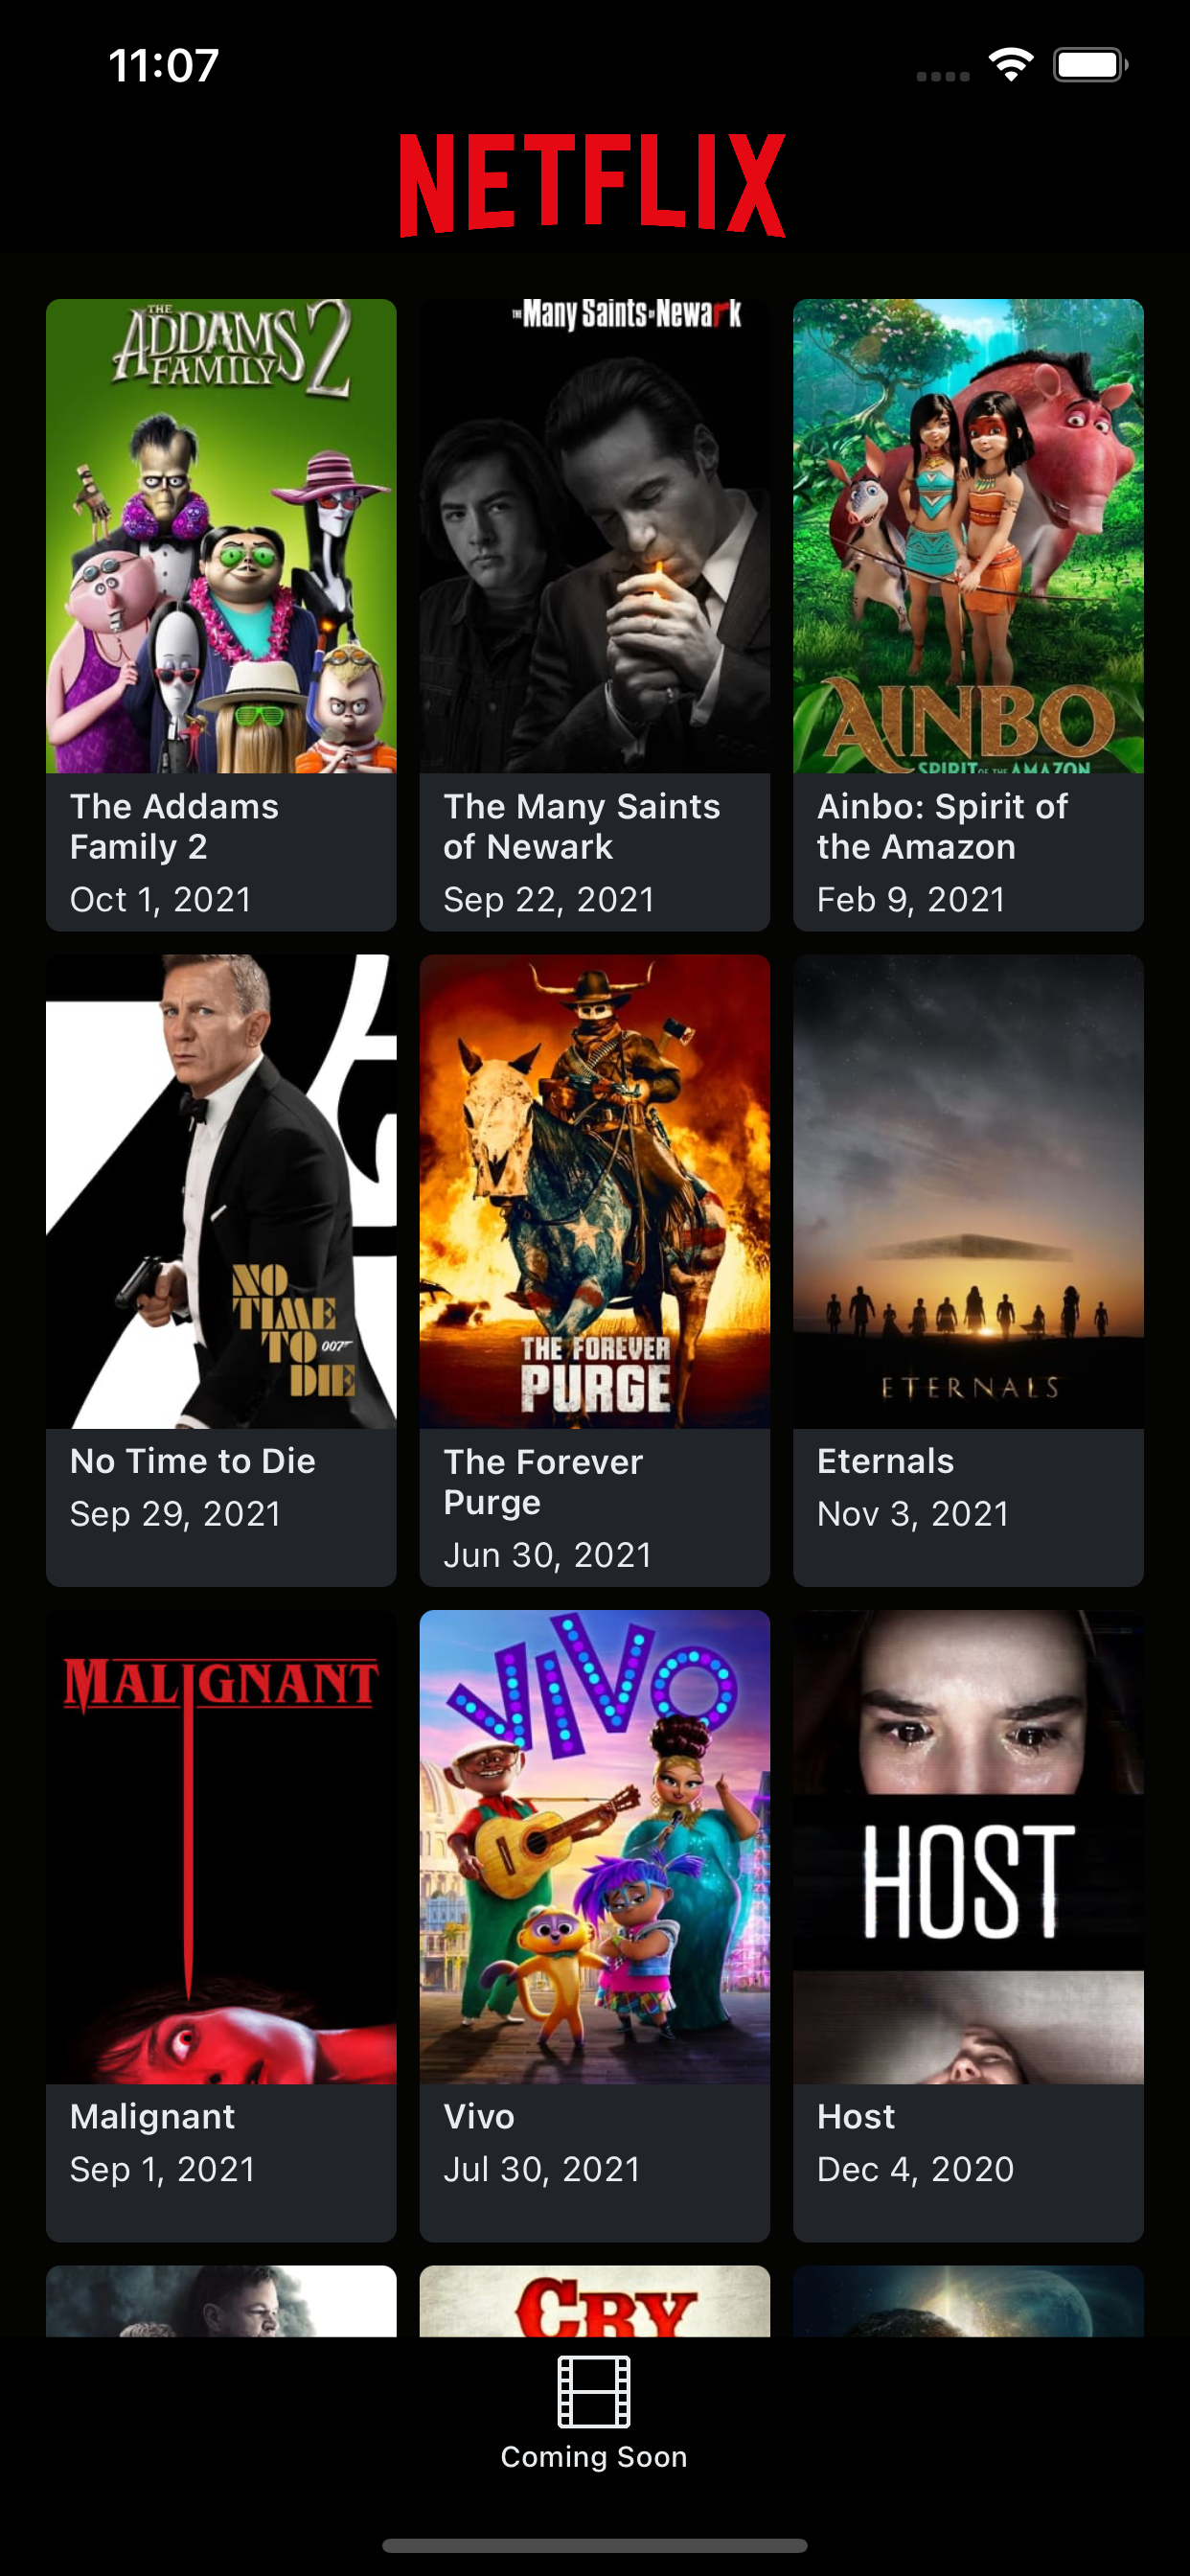 11:07
NETFLIX
THE
ADDAMS
FAMILY 2
THE Many Saints OF Newark
AINBO
SPIRIT OF THE AMAZON
The Addams
Family 2
Oct 1, 2021
The Many Saints
of Newark
Sep 22, 2021
Ainbo: Spirit of
the Amazon
Feb 9, 2021
NO
TIME
TO 007
DIE
THE FOREVER
PURGE
ETERNALS
No Time to Die
Sep 29, 2021
The Forever
Purge
Jun 30, 2021
Eternals
Nov 3, 2021
MALIGNANT
VIVO
HOST
Malignant
Sep 1, 2021
Vivo
Jul 30, 2021
Host
Dec 4, 2020
CRY
Coming Soon